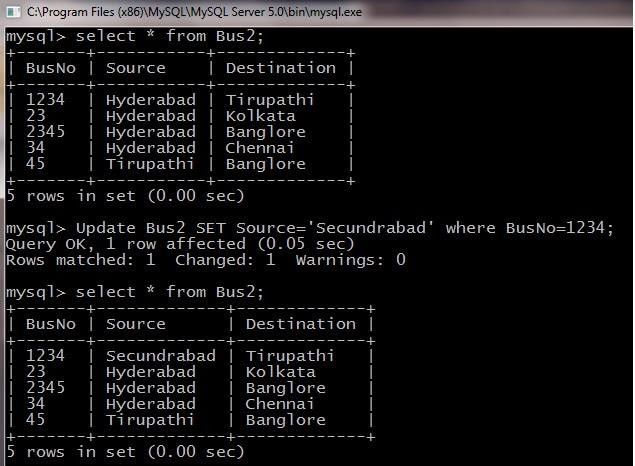 C:\Program Files (x86)\MySQL\MySQL Server 5.0\bin\mysql.exe
mysql> select * from Bus2;
+-------+-----------+-------------+
| BusNo | Source    | Destination |
+-------+-----------+-------------+
| 1234  | Hyderabad | Tirupathi   |
| 23    | Hyderabad | Kolkata     |
| 2345  | Hyderabad | Banglore    |
| 34    | Hyderabad | Chennai     |
| 45    | Tirupathi | Banglore    |
+-------+-----------+-------------+
5 rows in set (0.00 sec)
mysql> Update Bus2 SET Source='Secundrabad' where BusNo=1234;
Query OK, 1 row affected (0.05 sec)
Rows matched: 1  Changed: 1  Warnings: 0
mysql> select * from Bus2;
+-------+-------------+-------------+
| BusNo | Source      | Destination |
+-------+-------------+-------------+
| 1234  | Secundrabad | Tirupathi   |
| 23    | Hyderabad   | Kolkata     |
| 2345  | Hyderabad   | Banglore    |
| 34    | Hyderabad   | Chennai     |
| 45    | Tirupathi   | Banglore    |
+-------+-------------+-------------+
5 rows in set (0.00 sec)